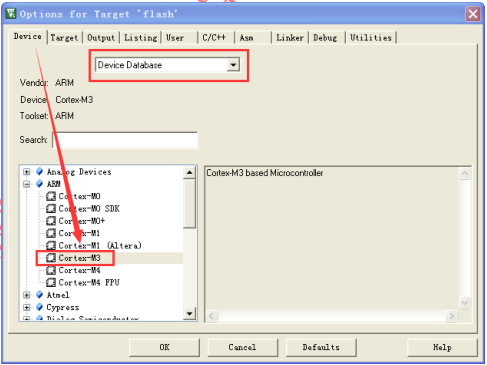 Options for Target 'flash'
Device Target Output Listing User C/C++ Asm Linker Debug Utilities
Device Database
Vendor: ARM
Device: Cortex-M3
Toolset: ARM
Search:
Analog Devices
ARM
Cortex-M0
Cortex-M0 SDK
Cortex-M0+
Cortex-M1
Cortex-M1 (Altera)
Cortex-M3
Cortex-M4
Cortex-M4 FPU
Atmel
Cypress
Dialog Semiconductor
Cortex-M3 based Microcontroller
OK Cancel Defaults Help